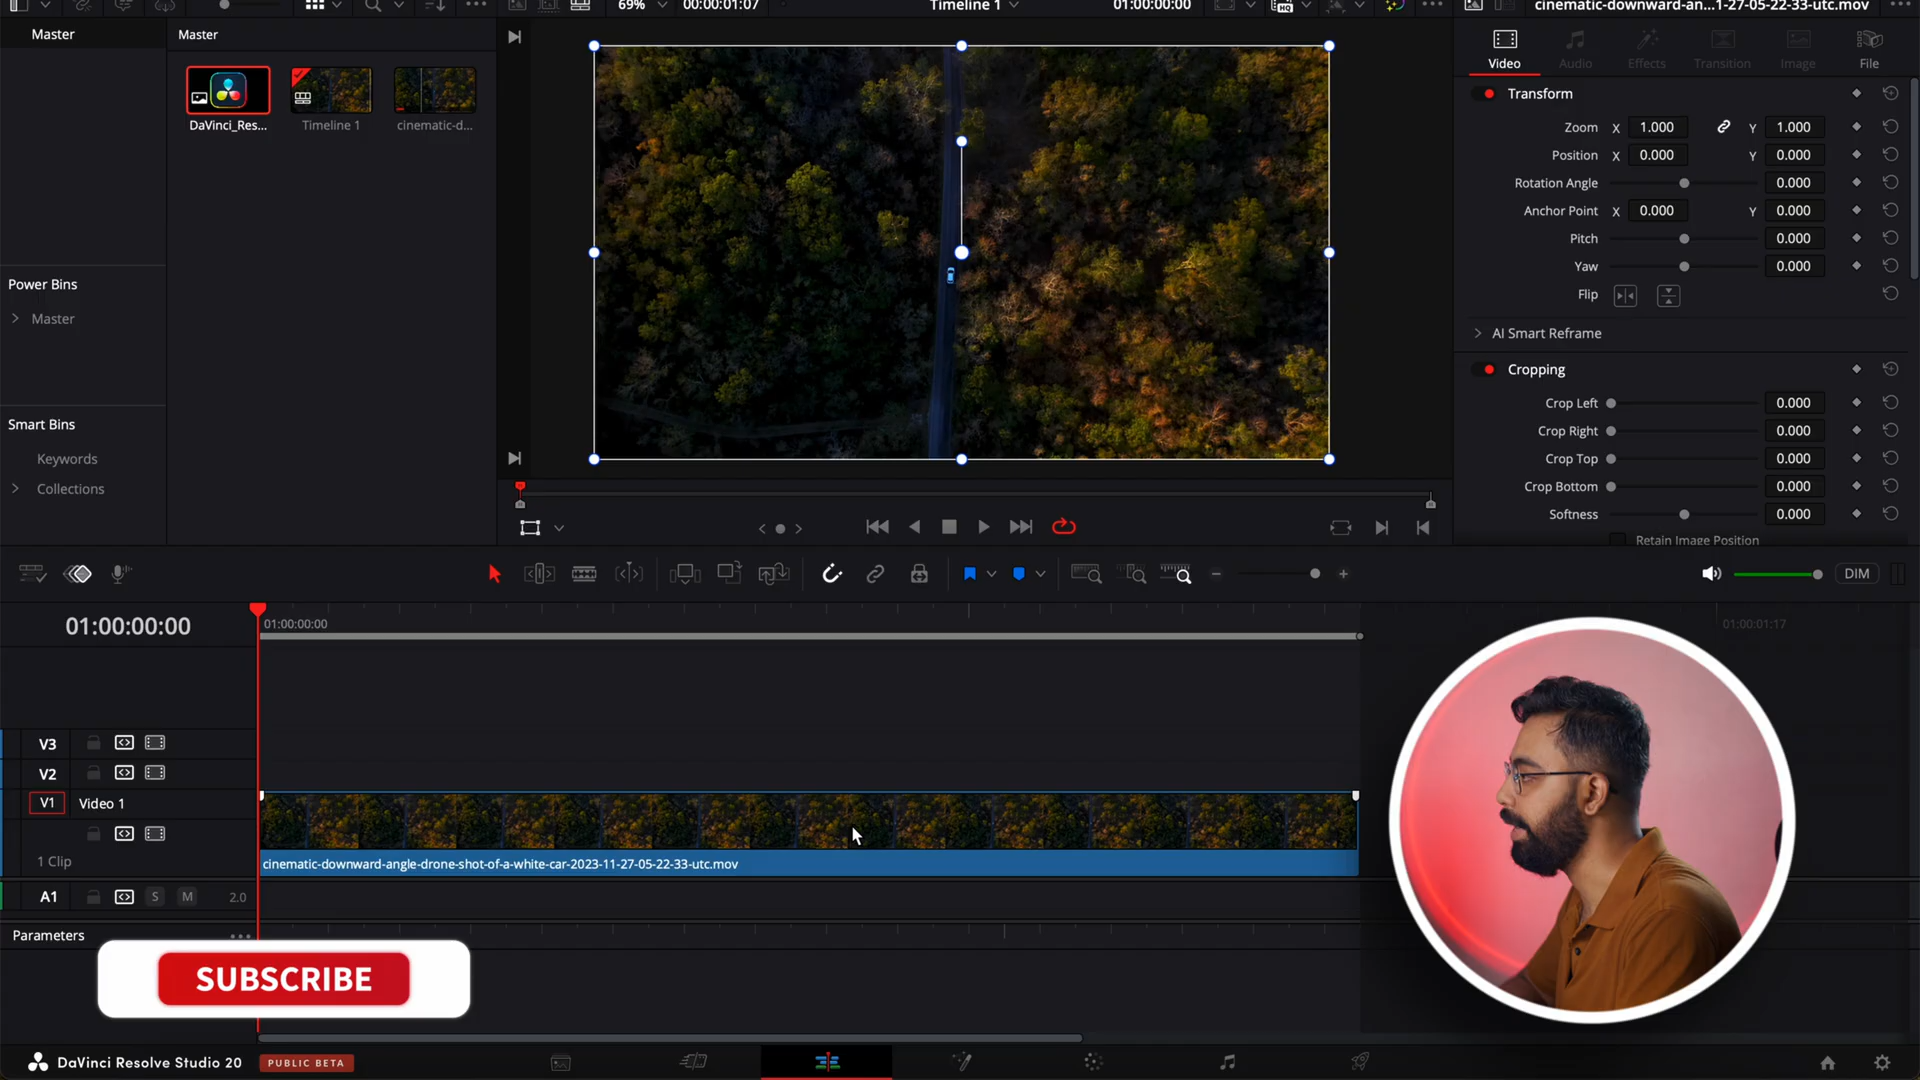 69%
00:00:01:07
Timeline 1
01:00:00:00
cinematic-downward-an...1-27-05-22-33-utc.mov
Master
Master
Video
Audio
Effects
Transition
Image
File
DaVinci_Res...
Timeline 1
cinematic-d...
Transform
Zoom X 1.000 Y 1.000
Position X 0.000 Y 0.000
Rotation Angle 0.000
Anchor Point X 0.000 Y 0.000
Pitch 0.000
Yaw 0.000
Flip
AI Smart Reframe
Cropping
Crop Left 0.000
Crop Right 0.000
Crop Top 0.000
Crop Bottom 0.000
Softness 0.000
Retain Image Position
Power Bins
Master
Smart Bins
Keywords
Collections
DIM
01:00:00:00
01:00:00:00
01:00:01:17
V3
V2
V1 Video 1
1 Clip
cinematic-downward-angle-drone-shot-of-a-white-car-2023-11-27-05-22-33-utc.mov
A1 S M 2.0
Parameters
SUBSCRIBE
DaVinci Resolve Studio 20 PUBLIC BETA